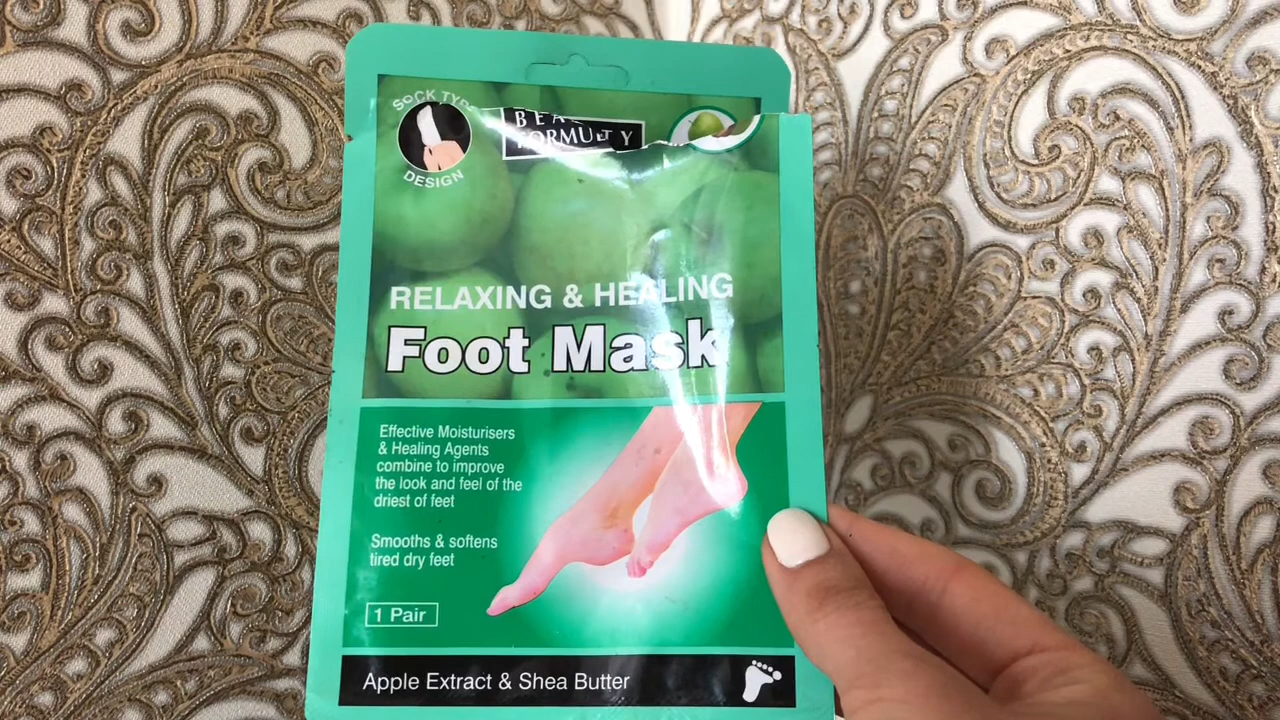 SOCK TYPE
DESIGN
RELAXING & HEALING
Foot Mask
Effective Moisturisers
& Healing Agents
combine to improve
the look and feel of the
driest of feet
Smooths & softens
tired dry feet
1 Pair
Apple Extract & Shea Butter